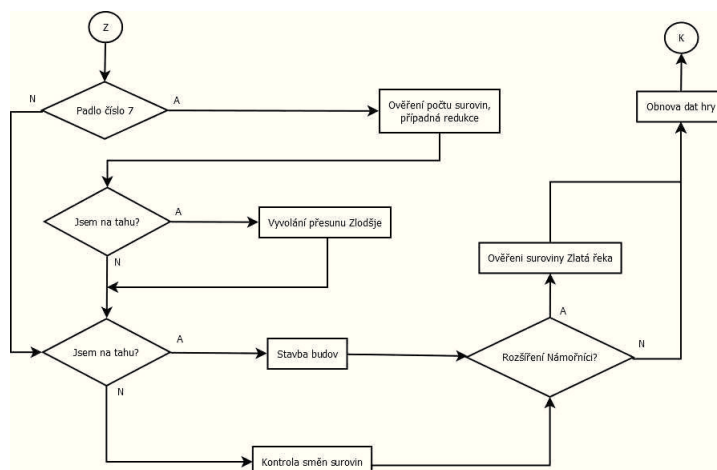 Z
K
N
A
Padlo číslo 7
Ověření počtu surovin,
případná redukce
Obnova dat hry
A
Jsem na tahu?
Vyvolání přesunu Zlodšje
N
Ověřeni suroviny Zlatá řeka
A
Jsem na tahu?
A
Stavba budov
Rozšíření Námořníci?
N
N
Kontrola směn surovin